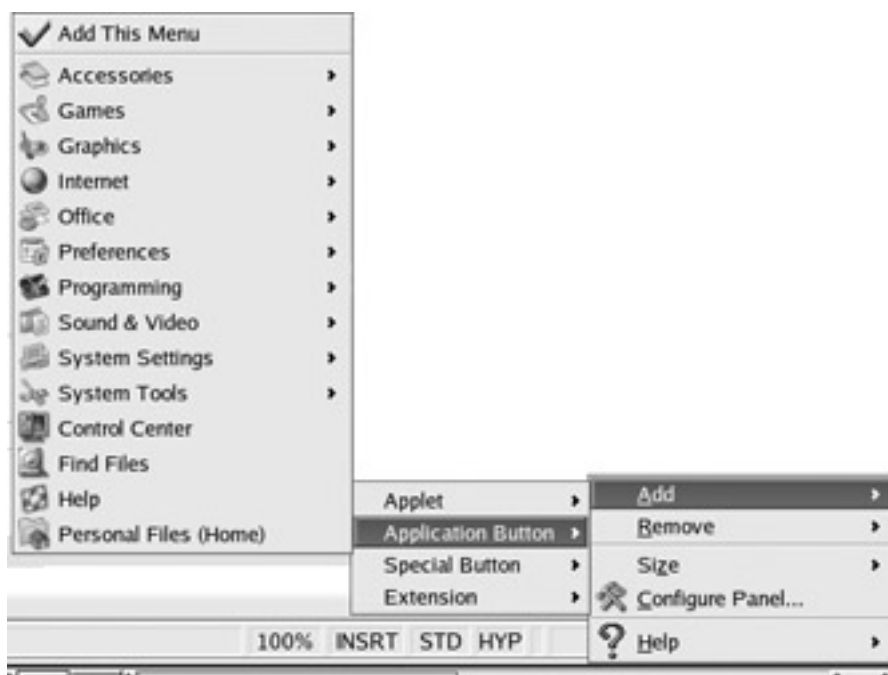 Add This Menu
Accessories
Games
Graphics
Internet
Office
Preferences
Programming
Sound & Video
System Settings
System Tools
Control Center
Find Files
Help
Personal Files (Home)
Applet
Application Button
Special Button
Extension
Add
Remove
Size
Configure Panel...
Help
100% INSRT STD HYP